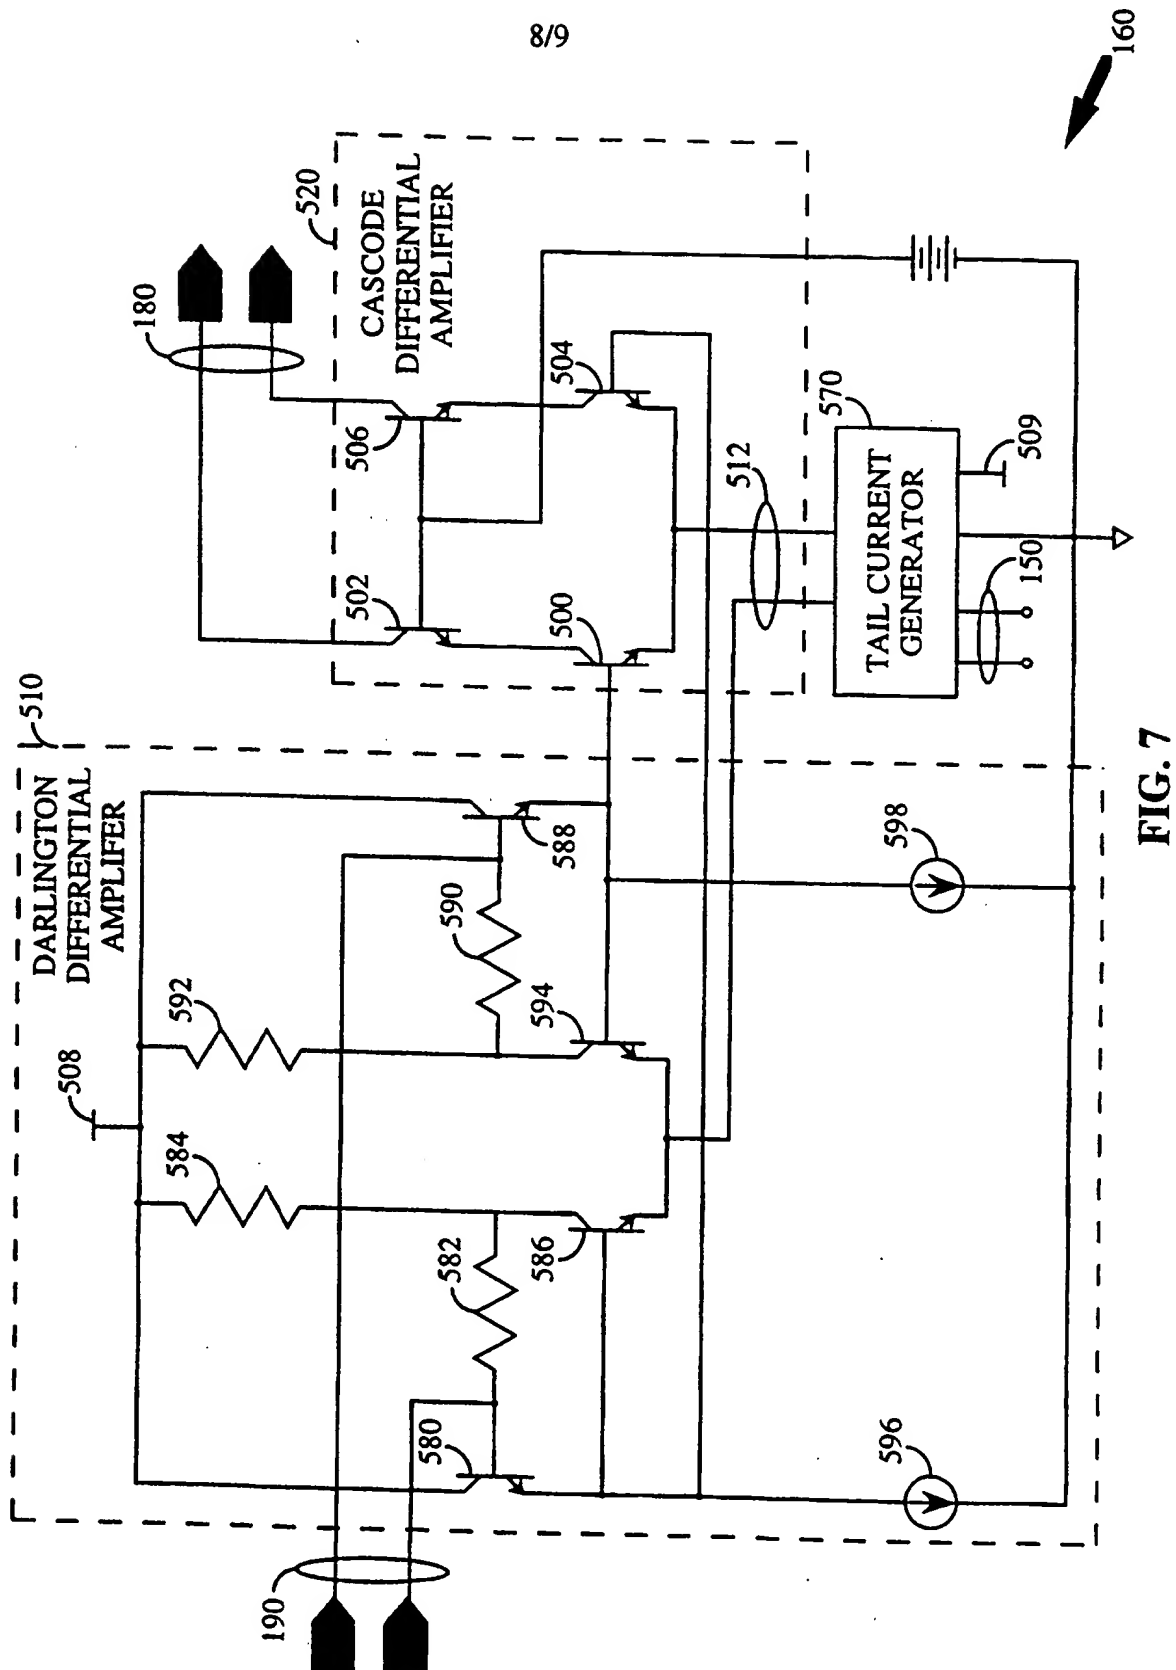 8/9
160
510
DARLINGTON
DIFFERENTIAL
AMPLIFER
508
592
584
590
588
594
582
586
580
190
596
598
180
520
CASCODE
DIFFERENTIAL
AMPLIFIER
506
502
504
500
512
570
TAIL CURRENT
GENERATOR
509
150
FIG. 7